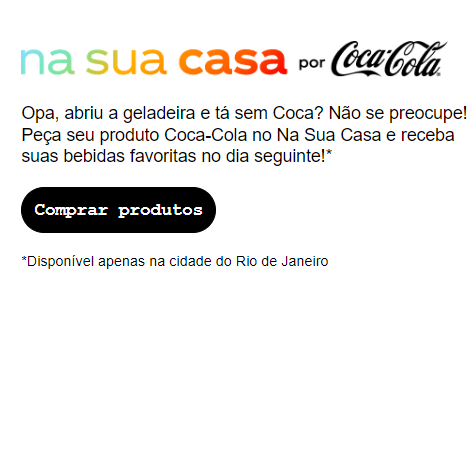 na sua casa por Coca-Cola
Opa, abriu a geladeira e tá sem Coca? Não se preocupe!
Peça seu produto Coca-Cola no Na Sua Casa e receba
suas bebidas favoritas no dia seguinte!*
Comprar produtos
*Disponível apenas na cidade do Rio de Janeiro